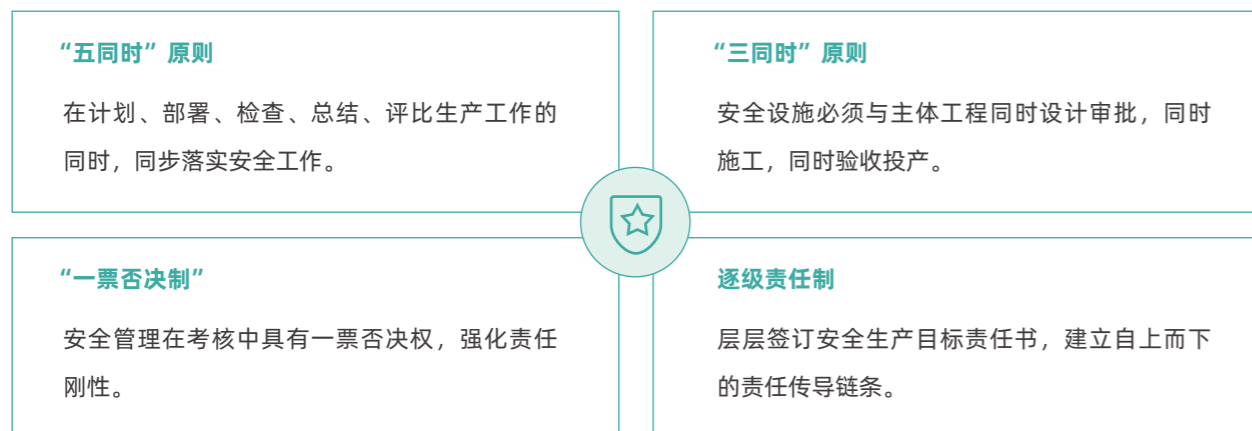 “五同时”原则
在计划、部署、检查、总结、评比生产工作的
同时，同步落实安全工作。
“三同时”原则
安全设施必须与主体工程同时设计审批，同时
施工，同时验收投产。
“一票否决制”
安全管理在考核中具有一票否决权，强化责任
刚性。
逐级责任制
层层签订安全生产目标责任书，建立自上而下
的责任传导链条。